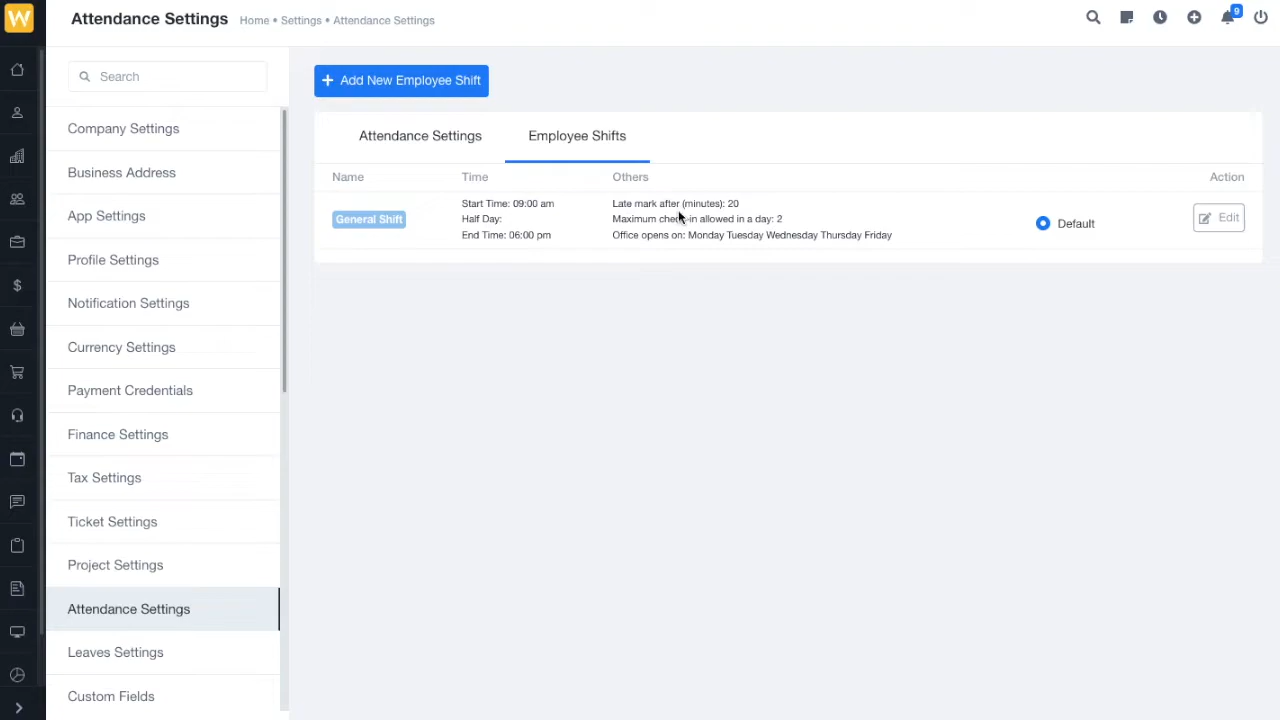 W
Attendance Settings
Home • Settings • Attendance Settings
9
Search
Company Settings
Business Address
App Settings
Profile Settings
Notification Settings
Currency Settings
Payment Credentials
Finance Settings
Tax Settings
Ticket Settings
Project Settings
Attendance Settings
Leaves Settings
Custom Fields
+ Add New Employee Shift
Attendance Settings Employee Shifts
Name Time Others Action
General Shift
Start Time: 09:00 am
Half Day:
End Time: 06:00 pm
Late mark after (minutes): 20
Maximum check-in allowed in a day: 2
Office opens on: Monday Tuesday Wednesday Thursday Friday
Default
Edit